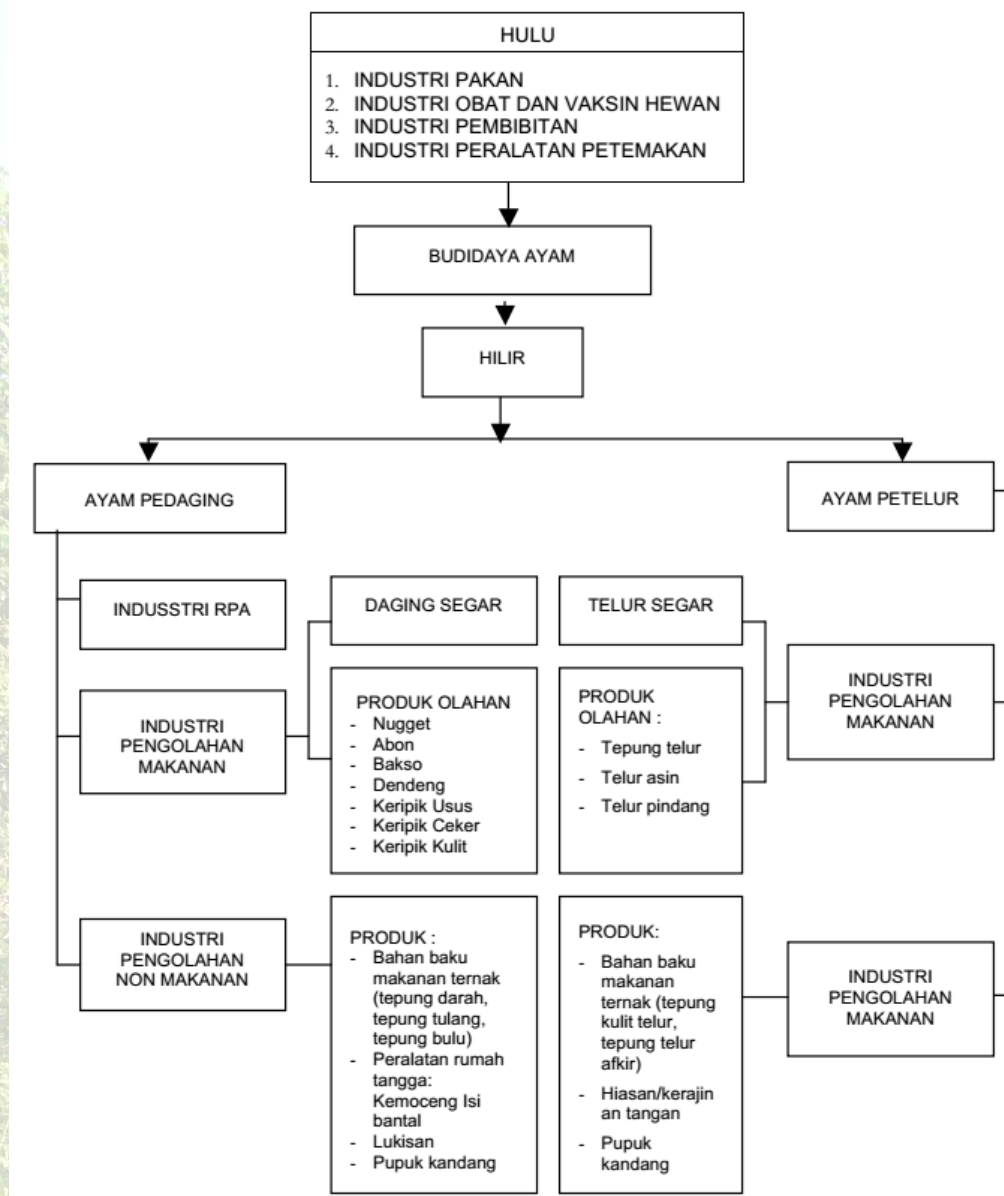 HULU
1. INDUSTRI PAKAN
2. INDUSTRI OBAT DAN VAKSIN HEWAN
3. INDUSTRI PEMBIBITAN
4. INDUSTRI PERALATAN PETEMAKAN
BUDIDAYA AYAM
HILIR
AYAM PEDAGING
AYAM PETELUR
INDUSSTRI RPA
DAGING SEGAR
TELUR SEGAR
INDUSTRI
PENGOLAHAN
MAKANAN
PRODUK OLAHAN
- Nugget
- Abon
- Bakso
- Dendeng
- Keripik Usus
- Keripik Ceker
- Keripik Kulit
PRODUK
OLAHAN :
- Tepung telur
- Telur asin
- Telur pindang
INDUSTRI
PENGOLAHAN
MAKANAN
INDUSTRI
PENGOLAHAN
NON MAKANAN
PRODUK :
- Bahan baku
makanan ternak
(tepung darah,
tepung tulang,
tepung bulu)
- Peralatan rumah
tangga:
Kemoceng Isi
bantal
- Lukisan
- Pupuk kandang
PRODUK:
- Bahan baku
makanan
ternak (tepung
kulit telur,
tepung telur
afkir)
- Hiasan/kerajin
an tangan
- Pupuk
kandang
INDUSTRI
PENGOLAHAN
MAKANAN